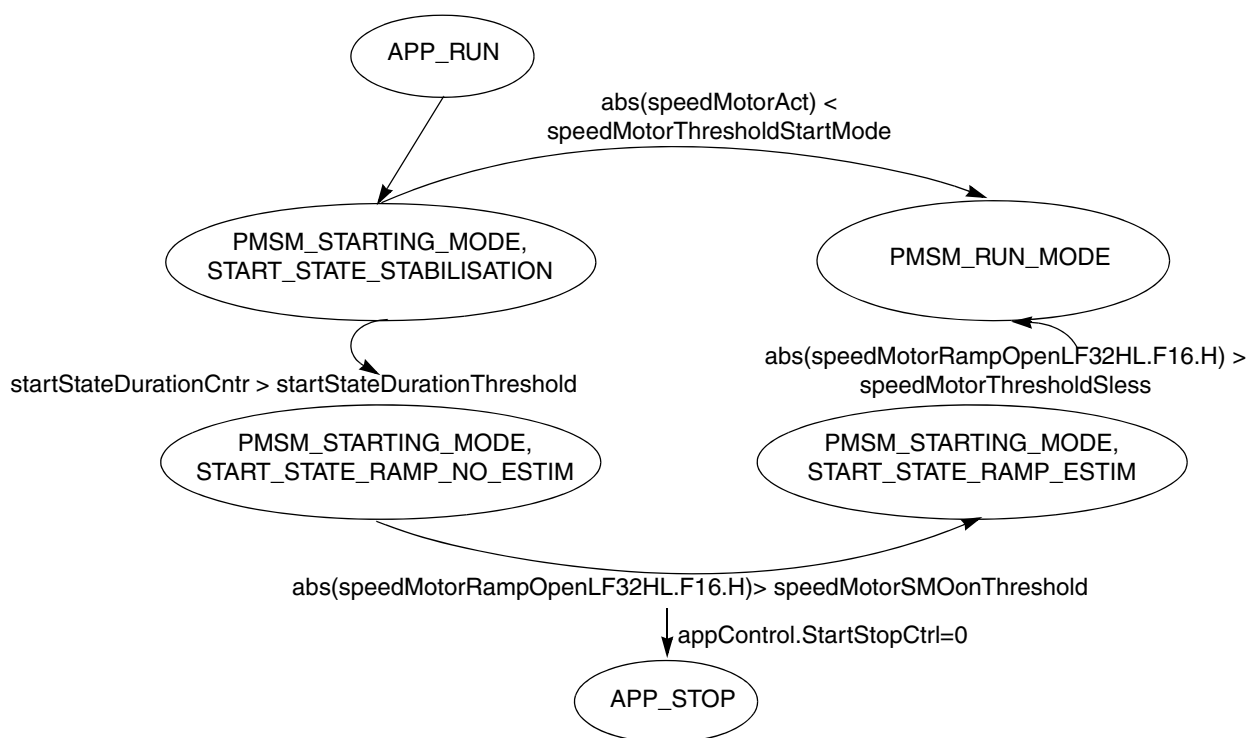 APP_RUN
abs(speedMotorAct) <
speedMotorThresholdStartMode
PMSM_STARTING_MODE,
START_STATE_STABILISATION
PMSM_RUN_MODE
abs(speedMotorRampOpenLF32HL.F16.H) >
speedMotorThresholdSless
startStateDurationCntr > startStateDurationThreshold
PMSM_STARTING_MODE,
START_STATE_RAMP_NO_ESTIM
PMSM_STARTING_MODE,
START_STATE_RAMP_ESTIM
abs(speedMotorRampOpenLF32HL.F16.H)> speedMotorSMOonThreshold
appControl.StartStopCtrl=0
APP_STOP